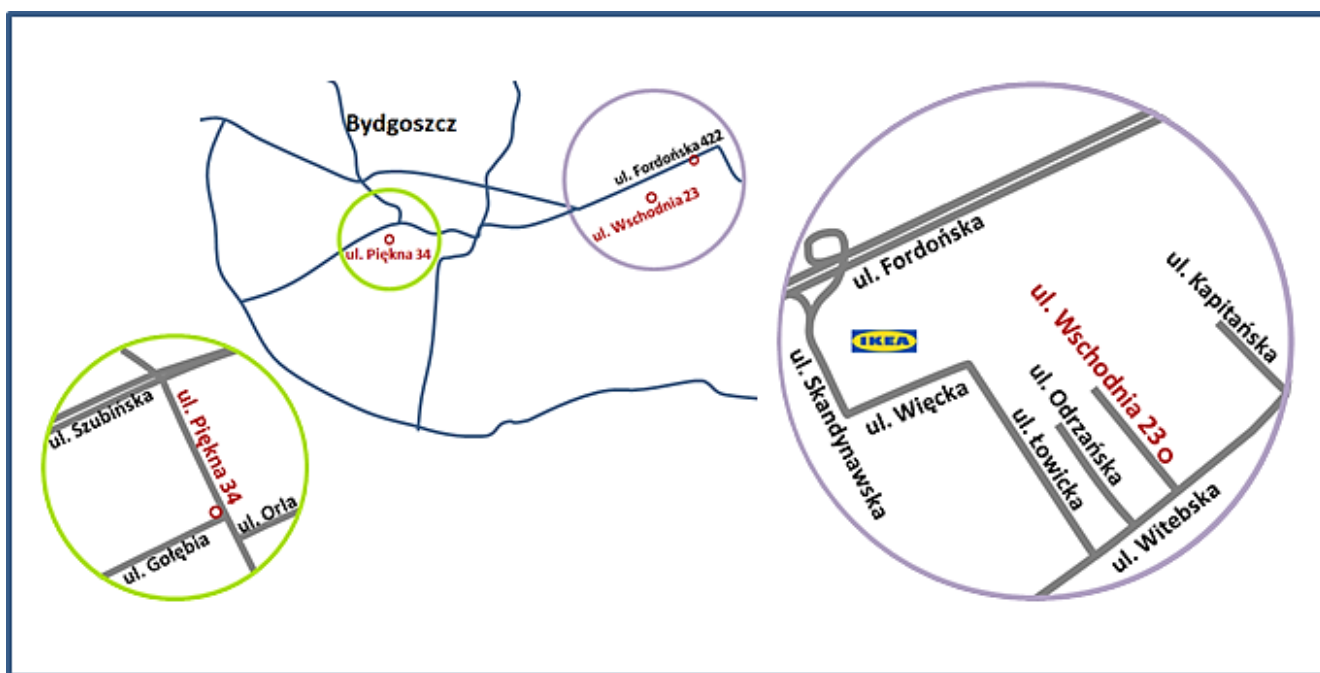 Bydgoszcz
ul. Fordońska 422
ul. Wschodnia 23
ul. Piękna 34
ul. Szubińska
ul. Piękna 34
ul. Orla
ul. Gołębia
ul. Fordońska
ul. Kapitańska
IKEA
ul. Wschodnia 23
ul. Skandynawska
ul. Więcka
ul. Odrzańska
ul. Łowicka
ul. Witebska